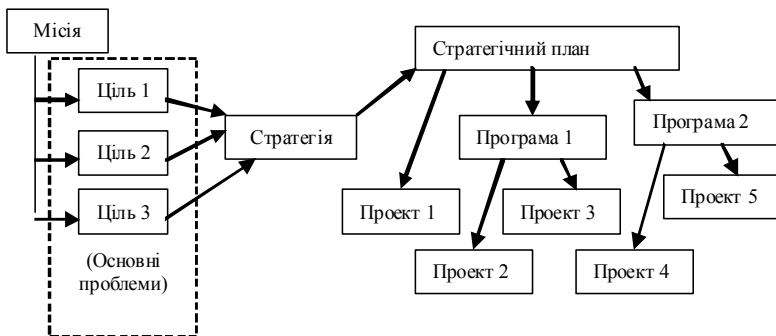 Місія
Стратегічний план
Ціль 1
Ціль 2
Ціль 3
(Основні
проблеми)
Стратегія
Програма 1
Програма 2
Проект 1
Проект 3
Проект 5
Проект 2
Проект 4